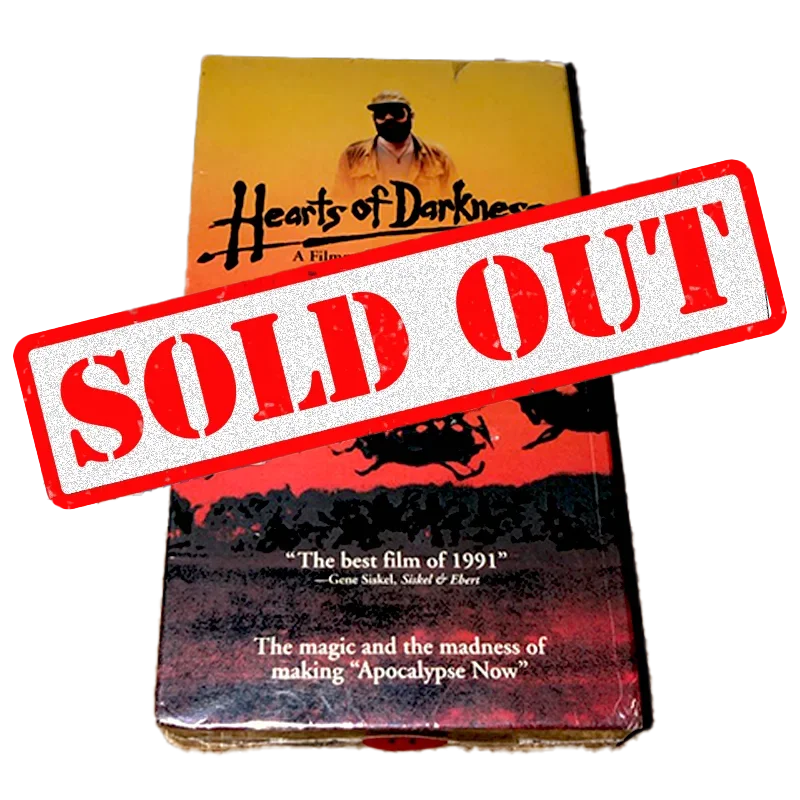 Hearts of Darkness
A Film
SOLD OUT
“The best film of 1991”
—Gene Siskel, Siskel & Ebert
The magic and the madness of
making “Apocalypse Now”